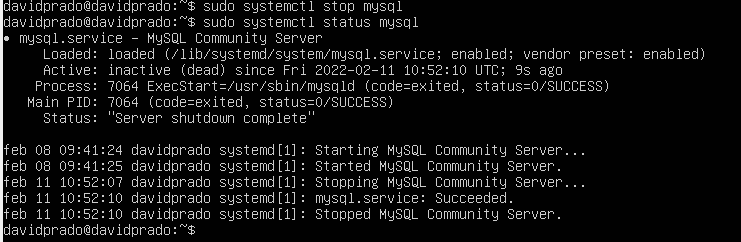 davidprado@davidprado:~$ sudo systemctl stop mysql
davidprado@davidprado:~$ sudo systemctl status mysql
● mysql.service – MySQL Community Server
Loaded: loaded (/lib/systemd/system/mysql.service; enabled; vendor preset: enabled)
Active: inactive (dead) since Fri 2022-02-11 10:52:10 UTC; 9s ago
Process: 7064 ExecStart=/usr/sbin/mysqld (code=exited, status=0/SUCCESS)
Main PID: 7064 (code=exited, status=0/SUCCESS)
Status: "Server shutdown complete"
feb 08 09:41:24 davidprado systemd[1]: Starting MySQL Community Server...
feb 08 09:41:25 davidprado systemd[1]: Started MySQL Community Server.
feb 11 10:52:07 davidprado systemd[1]: Stopping MySQL Community Server...
feb 11 10:52:10 davidprado systemd[1]: mysql.service: Succeeded.
feb 11 10:52:10 davidprado systemd[1]: Stopped MySQL Community Server.
davidprado@davidprado:~$